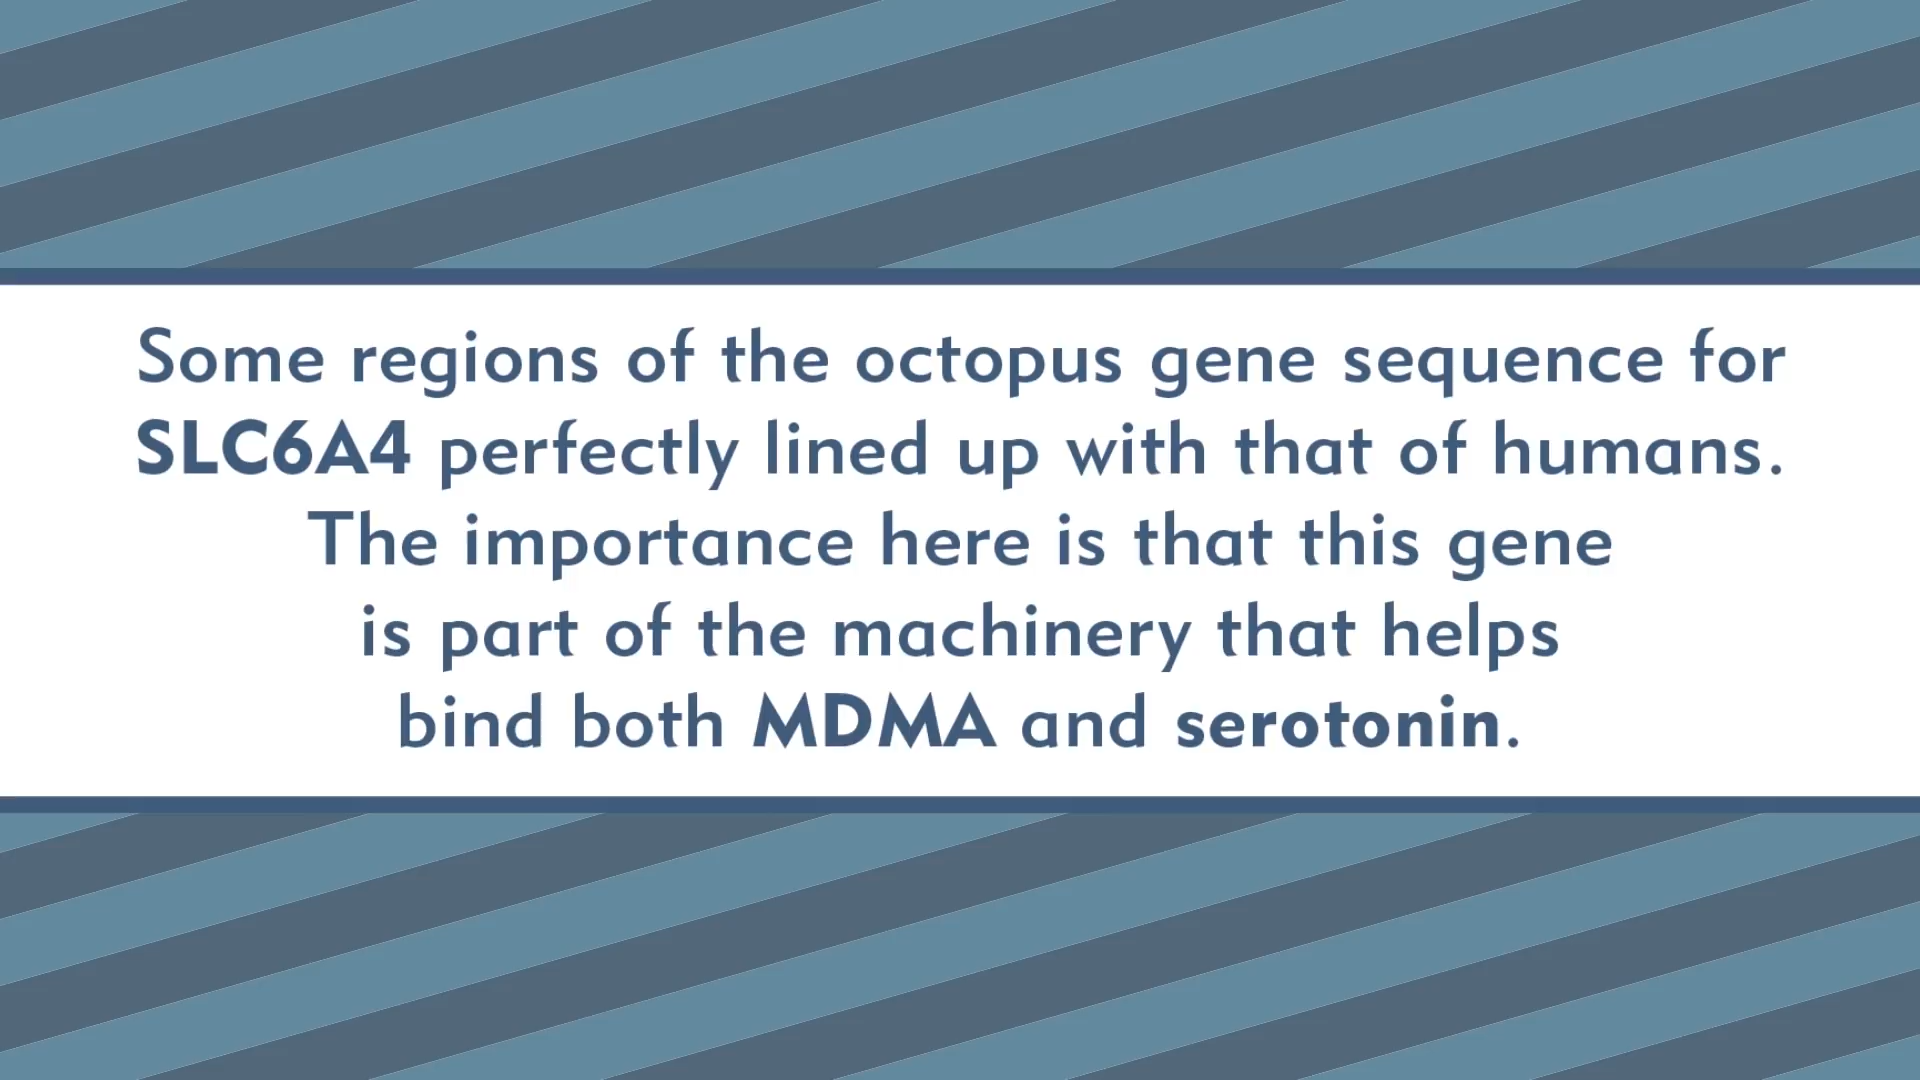 Some regions of the octopus gene sequence for
SLC6A4 perfectly lined up with that of humans.
The importance here is that this gene
is part of the machinery that helps
bind both MDMA and serotonin.